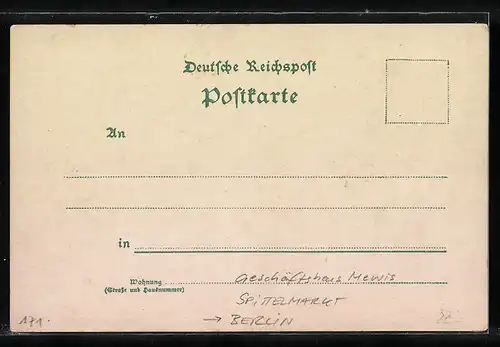 Deutsche Reichspost
Postkarte
An
in
Wohnung
(Straße und Hausnummer)
Geschäftshaus Mewis
SPITTELMARKT
→ BERLIN
171.